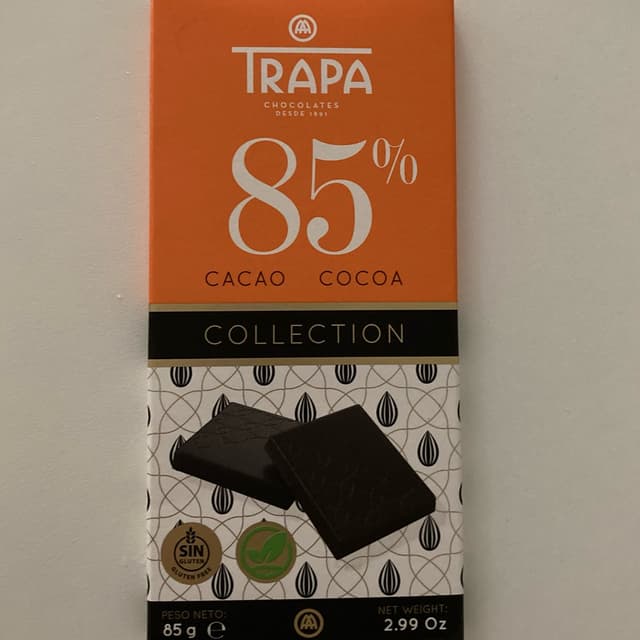 TRAPA
CHOCOLATES
DESDE 1891
85%
CACAO COCOA
COLLECTION
SIN
GLUTEN
GLUTEN FREE
PESO NETO:
85 g ℮
NET WEIGHT:
2.99 Oz